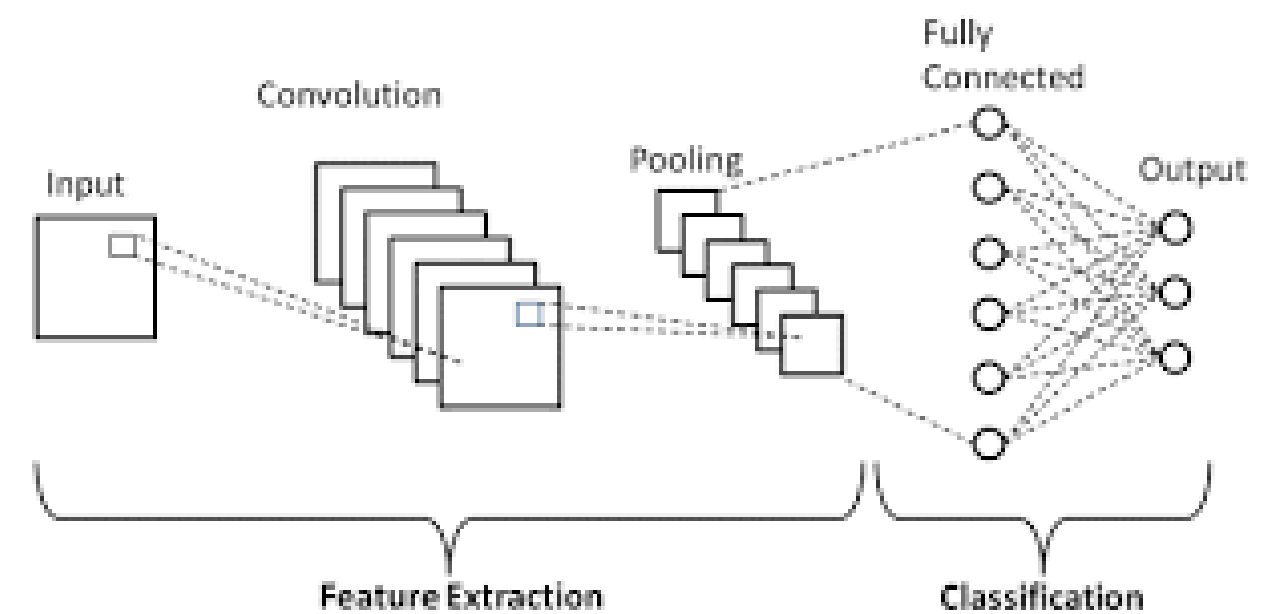 Input
Convolution
Pooling
Fully
Connected
Output
Feature Extraction
Classification